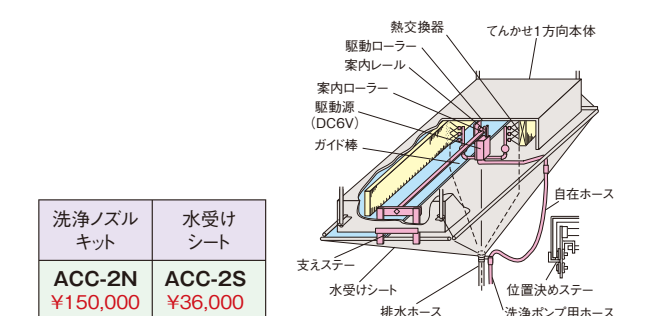 熱交換器
てんかせ1方向本体
駆動ローラー
案内レール
案内ローラー
駆動源
（DC6V）
ガイド棒
自在ホース
支えステー
水受けシート
排水ホース
位置決めステー
洗浄ポンプ用ホース
洗浄ノズル
キット
水受け
シート
ACC-2N
ACC-2S
¥150,000
¥36,000